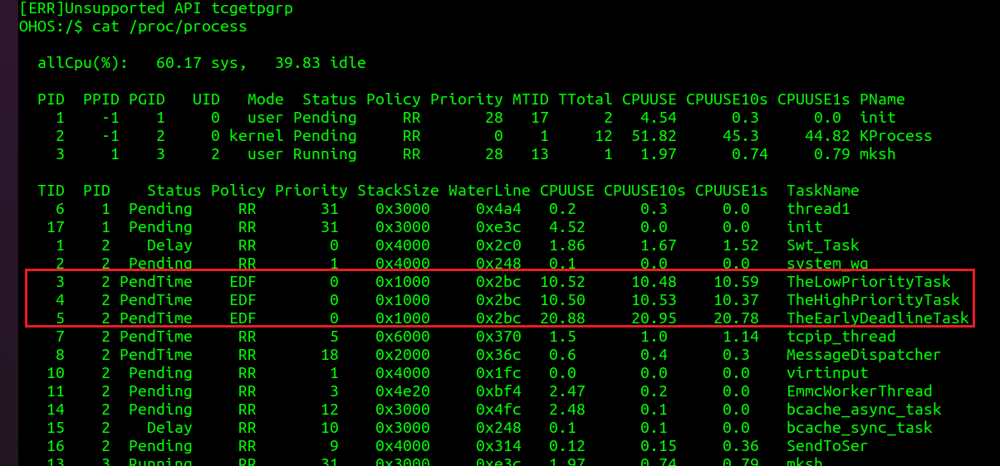 [ERR]Unsupported API tcgetpgrp
OHOS:/$ cat /proc/process
allCpu(%): 60.17 sys, 39.83 idle
PID PPID PGID UID Mode Status Policy Priority MTID TTotal CPUUSE CPUUSE10s CPUUSE1s PName
1 -1 1 0 user Pending RR 28 17 2 4.54 0.3 0.0 init
2 -1 2 0 kernel Pending RR 0 1 12 51.82 45.3 44.82 KProcess
3 1 3 2 user Running RR 28 13 1 1.97 0.74 0.79 mksh
TID PID Status Policy Priority StackSize WaterLine CPUUSE CPUUSE10s CPUUSE1s TaskName
6 1 Pending RR 31 0x3000 0x4a4 0.2 0.3 0.0 thread1
17 1 Pending RR 31 0x3000 0xe3c 4.52 0.0 0.0 init
1 2 Delay RR 0 0x4000 0x2c0 1.86 1.67 1.52 Swt_Task
2 2 Pending RR 1 0x4000 0x248 0.1 0.0 0.0 system_wq
3 2 PendTime EDF 0 0x1000 0x2bc 10.52 10.48 10.59 TheLowPriorityTask
4 2 PendTime EDF 0 0x1000 0x2bc 10.50 10.53 10.37 TheHighPriorityTask
5 2 PendTime EDF 0 0x1000 0x2bc 20.88 20.95 20.78 TheEarlyDeadlineTask
7 2 PendTime RR 5 0x6000 0x370 1.5 1.0 1.14 tcpip_thread
8 2 PendTime RR 18 0x2000 0x36c 0.6 0.4 0.3 MessageDispatcher
10 2 Pending RR 1 0x4000 0x1fc 0.0 0.0 0.0 virtinput
11 2 Pending RR 3 0x4e20 0xbf4 2.47 0.2 0.0 EmmcWorkerThread
14 2 Pending RR 12 0x3000 0x4fc 2.48 0.1 0.0 bcache_async_task
15 2 Delay RR 10 0x3000 0x248 0.1 0.1 0.0 bcache_sync_task
16 2 Pending RR 9 0x4000 0x314 0.12 0.15 0.36 SendToSer
13 3 Running RR 31 0x3000 0xe3c 1.97 0.74 0.79 mksh